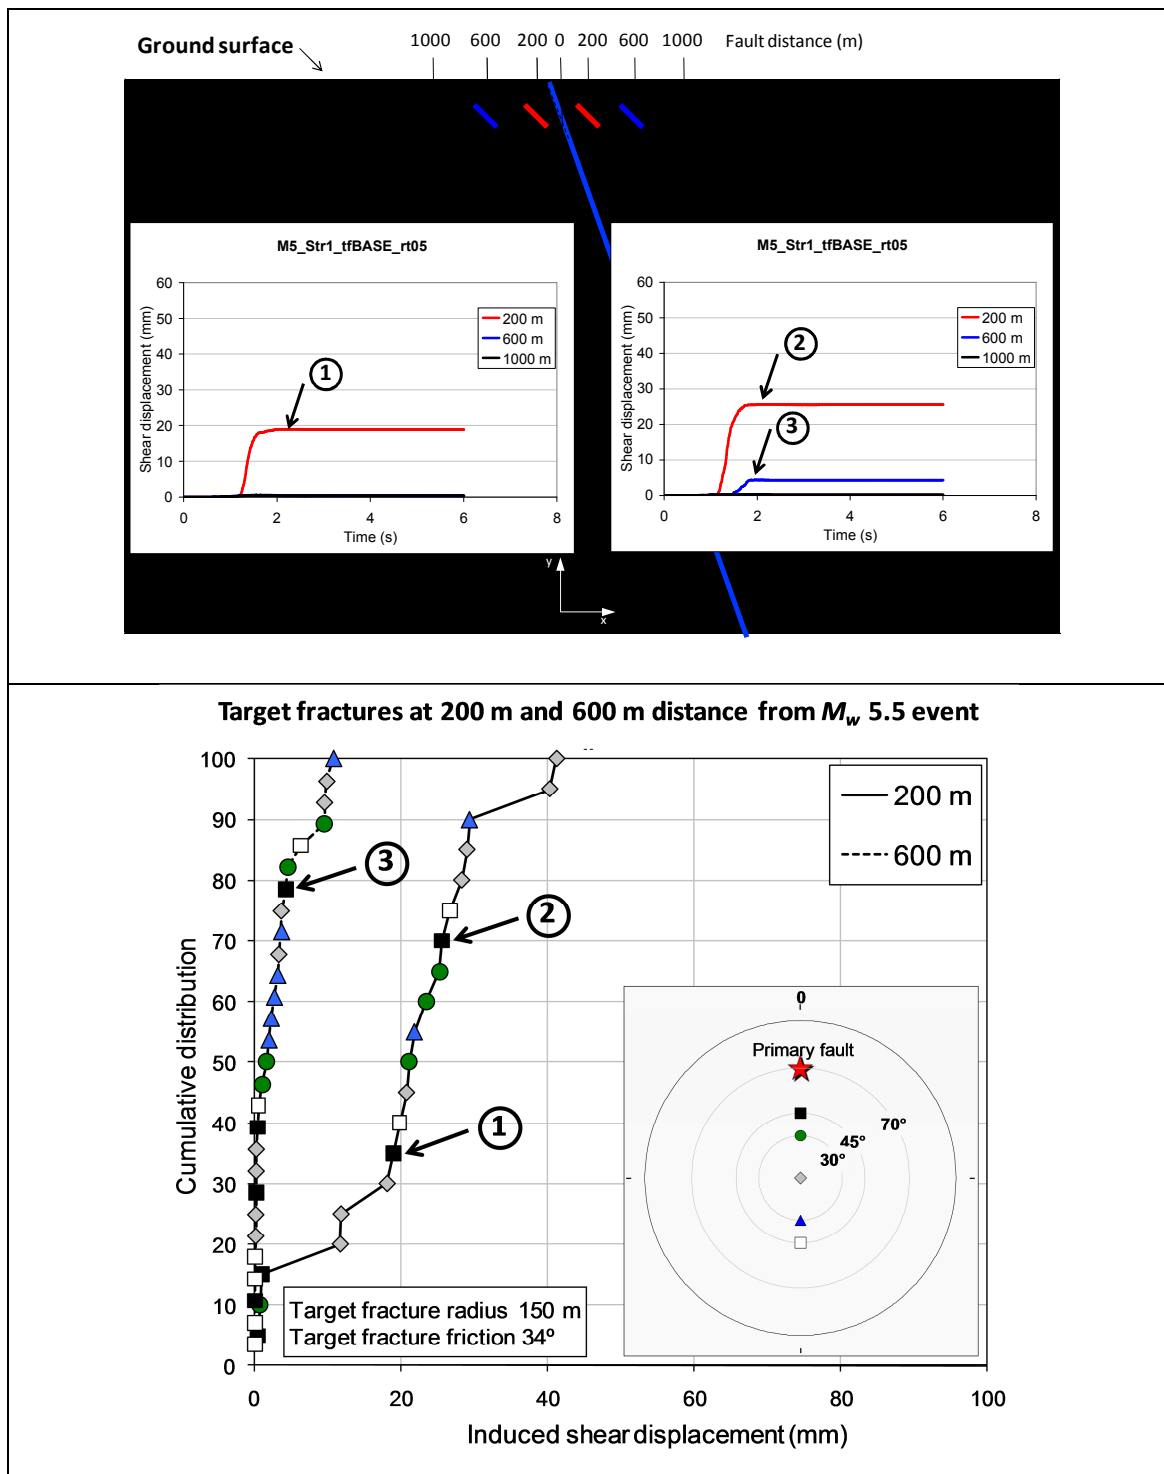 Ground surface
1000 600 200 0 200 600 1000 Fault distance (m)
M5_Str1_tfBASE_rt05
Shear displacement (mm)
60
50
40
30
20
10
0
200 m
600 m
1000 m
1
0 2 4 6 8
Time (s)
M5_Str1_tfBASE_rt05
Shear displacement (mm)
60
50
40
30
20
10
0
200 m
600 m
1000 m
2
3
0 2 4 6 8
Time (s)
y
x
Target fractures at 200 m and 600 m distance from Mw 5.5 event
Cumulative distribution
100
90
80
70
60
50
40
30
20
10
0
200 m
600 m
3
2
1
0
Primary fault
70°
45°
30°
Target fracture radius 150 m
Target fracture friction 34º
0 20 40 60 80 100
Induced shear displacement (mm)